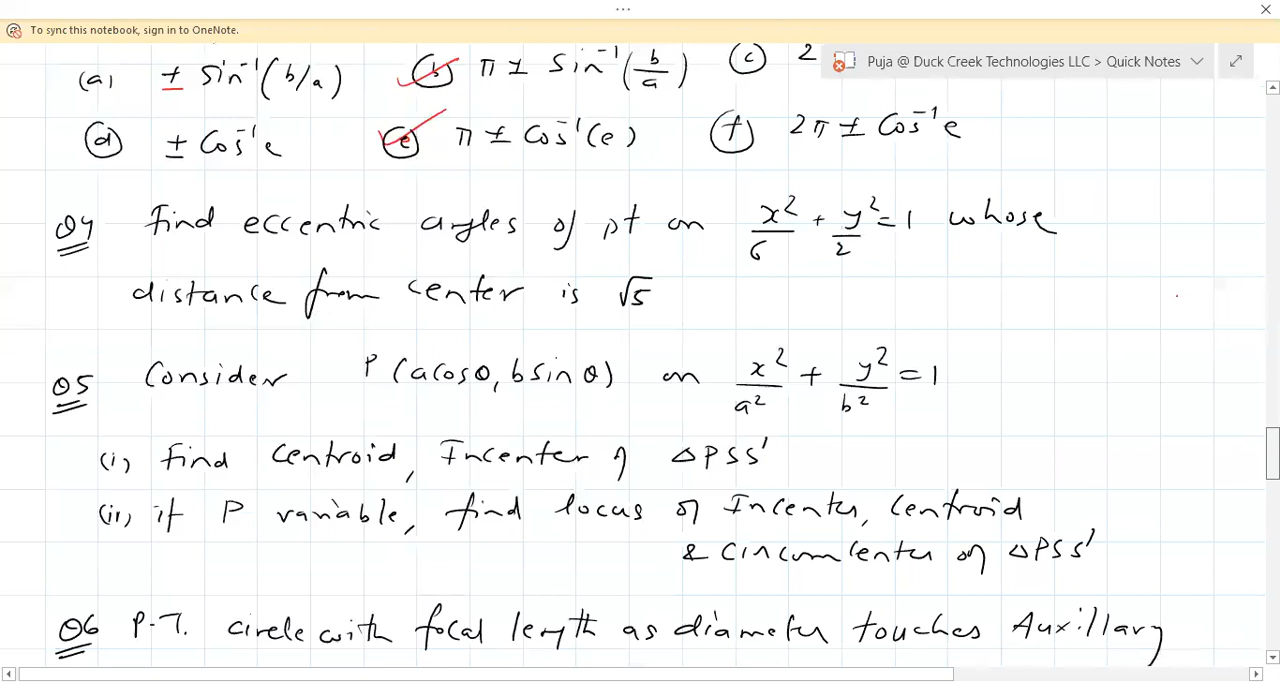 ...
To sync this notebook, sign in to OneNote.
Puja @ Duck Creek Technologies LLC > Quick Notes
(a) ± sin⁻¹(b/a) (b) π ± sin⁻¹(b/a) (c) 2
(d) ± Cos⁻¹e (e) π ± Cos⁻¹(e) (f) 2π ± Cos⁻¹e
Q4 Find eccentric angles of pt on x²/6 + y²/2 = 1 whose
distance from center is √5
Q5 Consider P(acosθ, bsinθ) on x²/a² + y²/b² = 1
(i) Find centroid, Incenter of △PSS'
(ii) if P variable, find locus of Incenter, Centroid
& Circumcenter of △PSS'
Q6 P.T. circle with focal length as diameter touches Auxillary